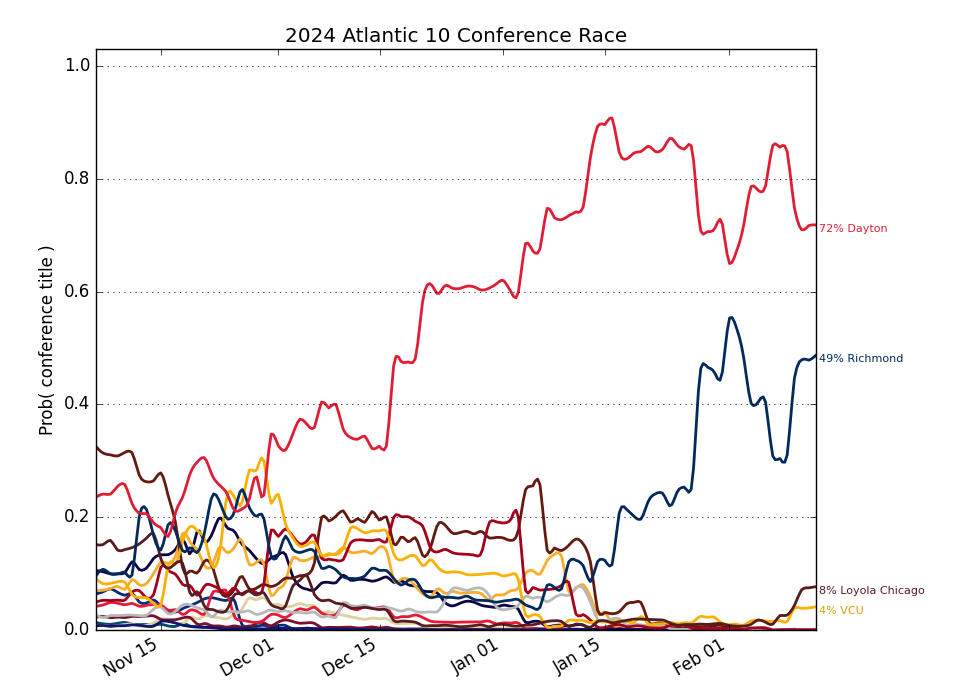 2024 Atlantic 10 Conference Race
1.0
0.8
0.6
0.4
0.2
0.0
Prob( conference title )
72% Dayton
49% Richmond
8% Loyola Chicago
4% VCU
Nov 15
Dec 01
Dec 15
Jan 01
Jan 15
Feb 01